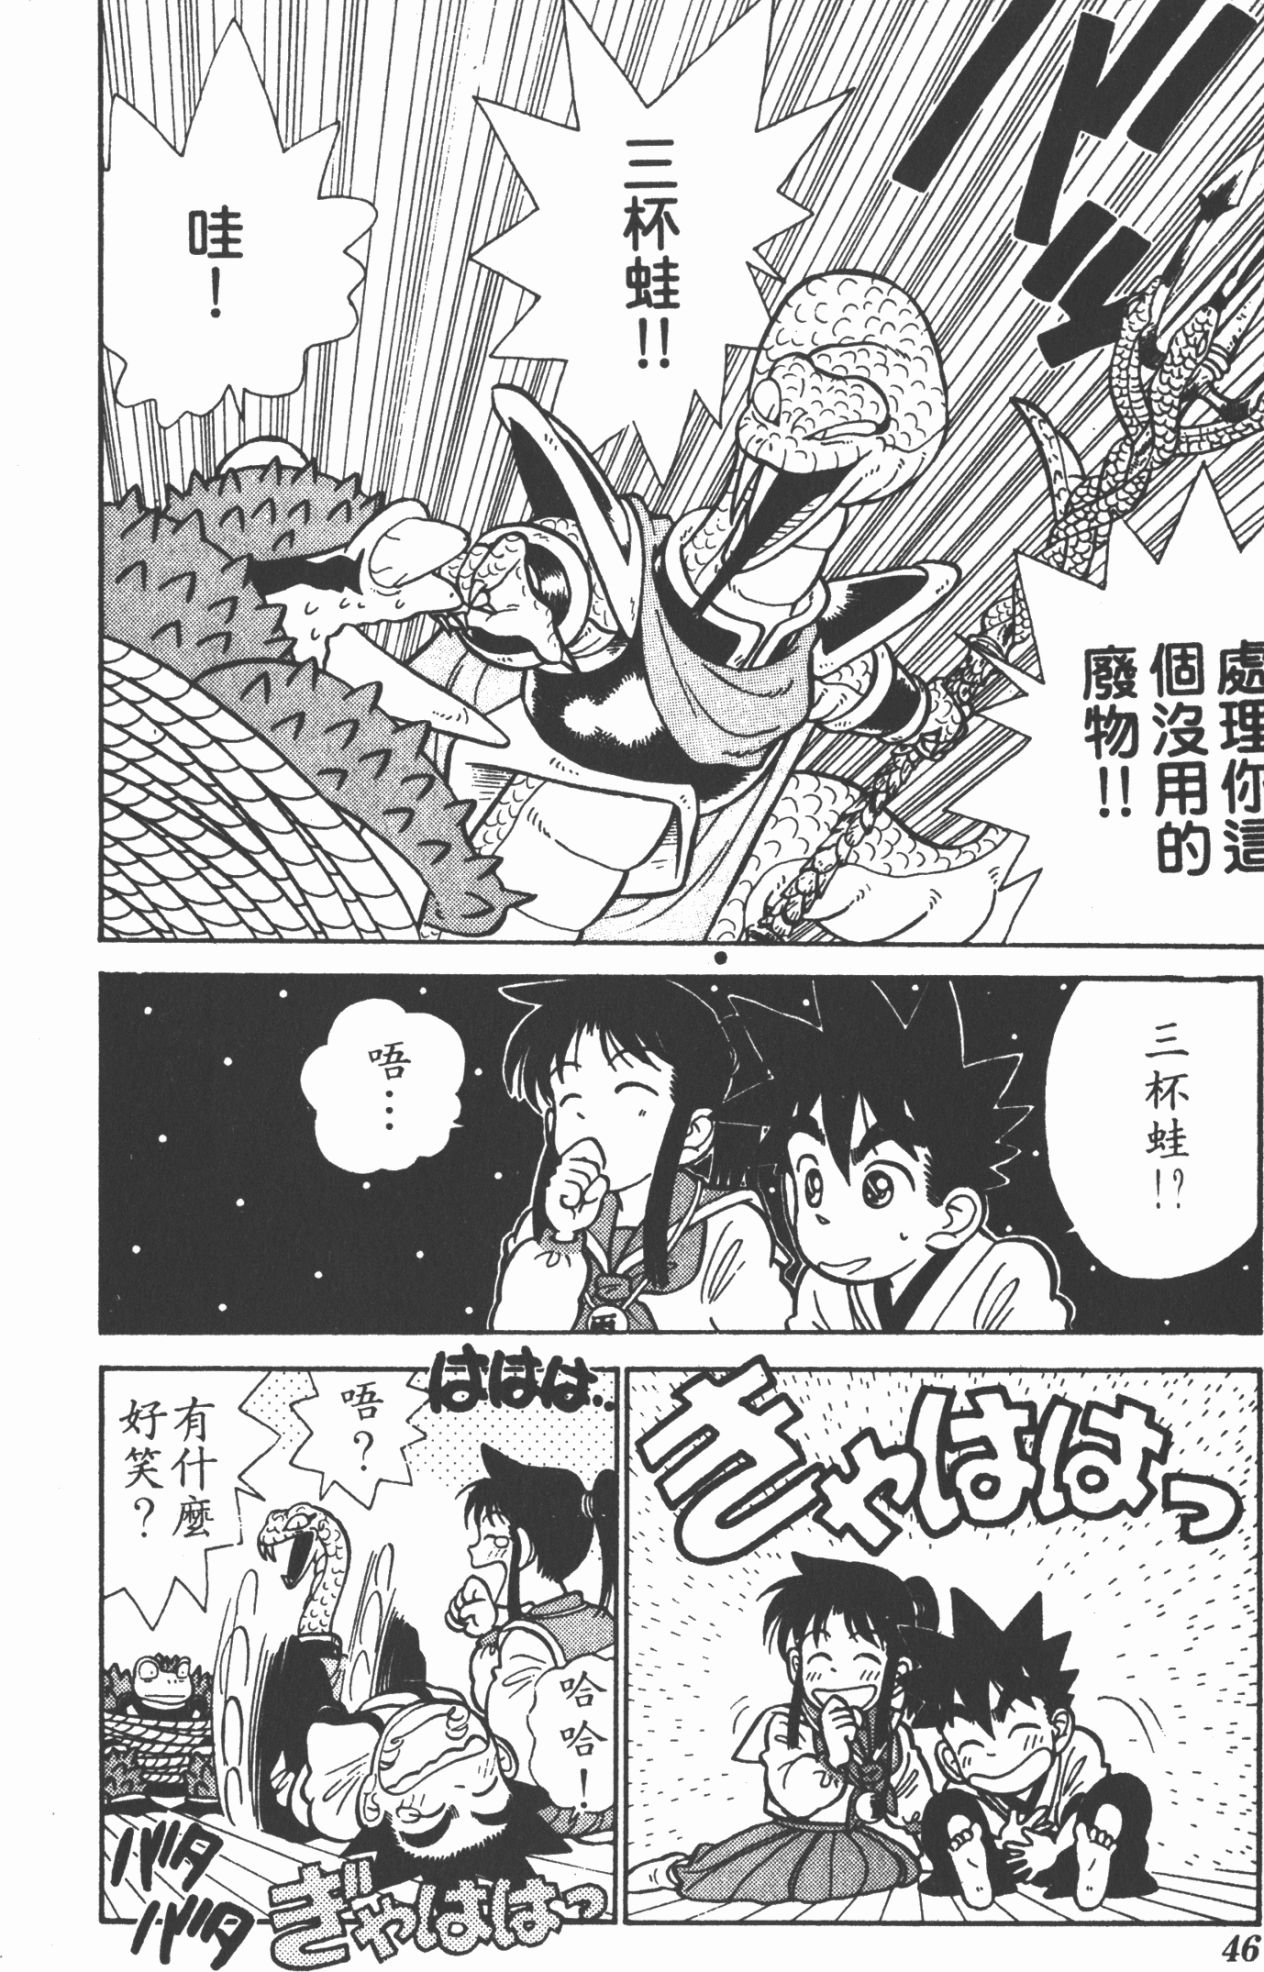 處理你這
個沒用的
廢物!!
三杯蛙!!
哇!
三杯蛙!?
唔…
ぎゃははっ
ははは..
唔?
有什麼
好笑?
哈哈!
バタ
バタ
ぎゃははっ
46